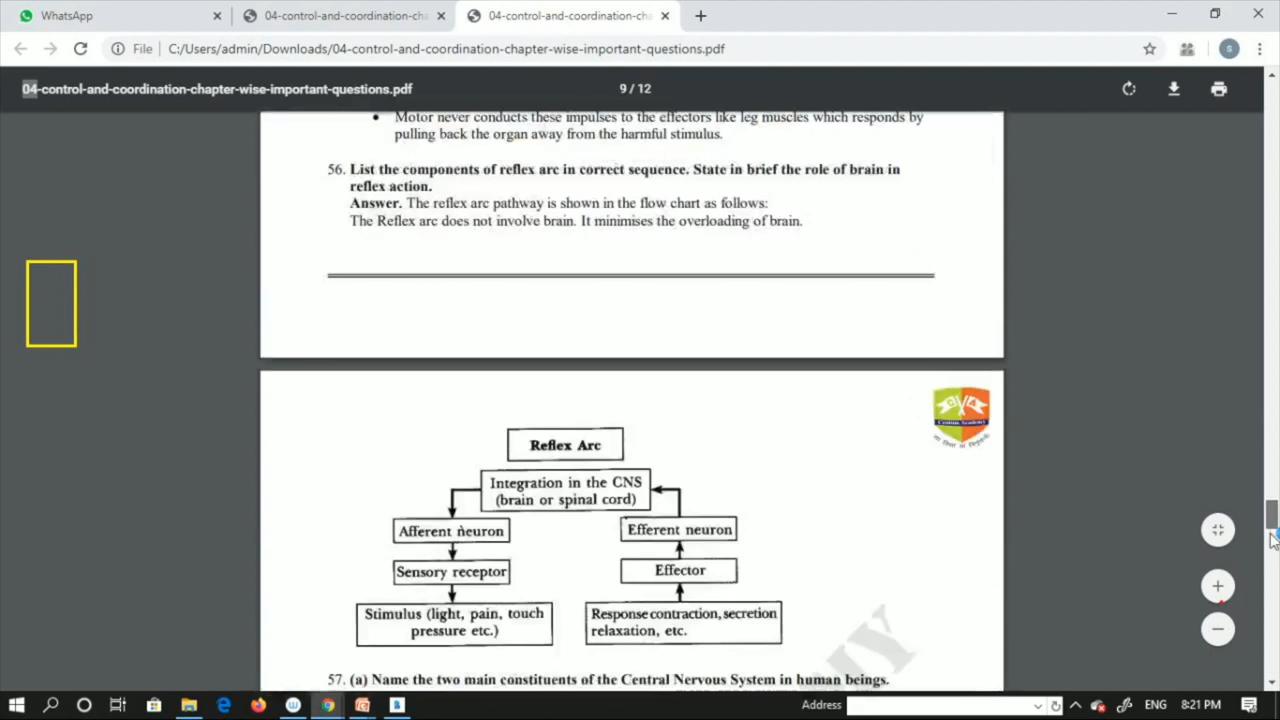 WhatsApp
04-control-and-coordination-cha
04-control-and-coordination-cha
File
C:/Users/admin/Downloads/04-control-and-coordination-chapter-wise-important-questions.pdf
S
04-control-and-coordination-chapter-wise-important-questions.pdf
9 / 12
• Motor never conducts these impulses to the effectors like leg muscles which responds by
pulling back the organ away from the harmful stimulus.
56. List the components of reflex arc in correct sequence. State in brief the role of brain in
reflex action.
Answer. The reflex arc pathway is shown in the flow chart as follows:
The Reflex arc does not involve brain. It minimises the overloading of brain.
Reflex Arc
Integration in the CNS
(brain or spinal cord)
Afferent neuron
Efferent neuron
Sensory receptor
Effector
Stimulus (light, pain, touch
pressure etc.)
Response contraction, secretion
relaxation, etc.
57. (a) Name the two main constituents of the Central Nervous System in human beings.
Address
ENG
8:21 PM